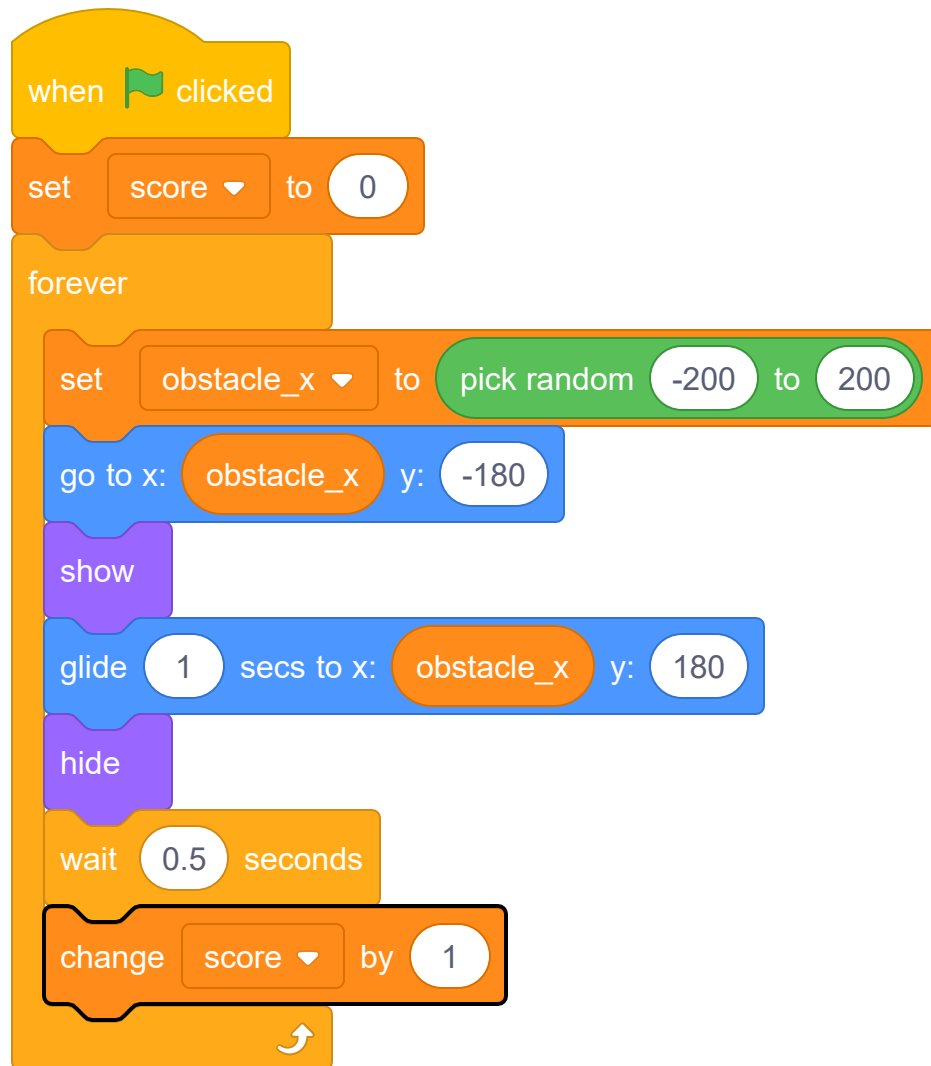 when clicked
set score to 0
forever
set obstacle_x to pick random -200 to 200
go to x: obstacle_x y: -180
show
glide 1 secs to x: obstacle_x y: 180
hide
wait 0.5 seconds
change score by 1